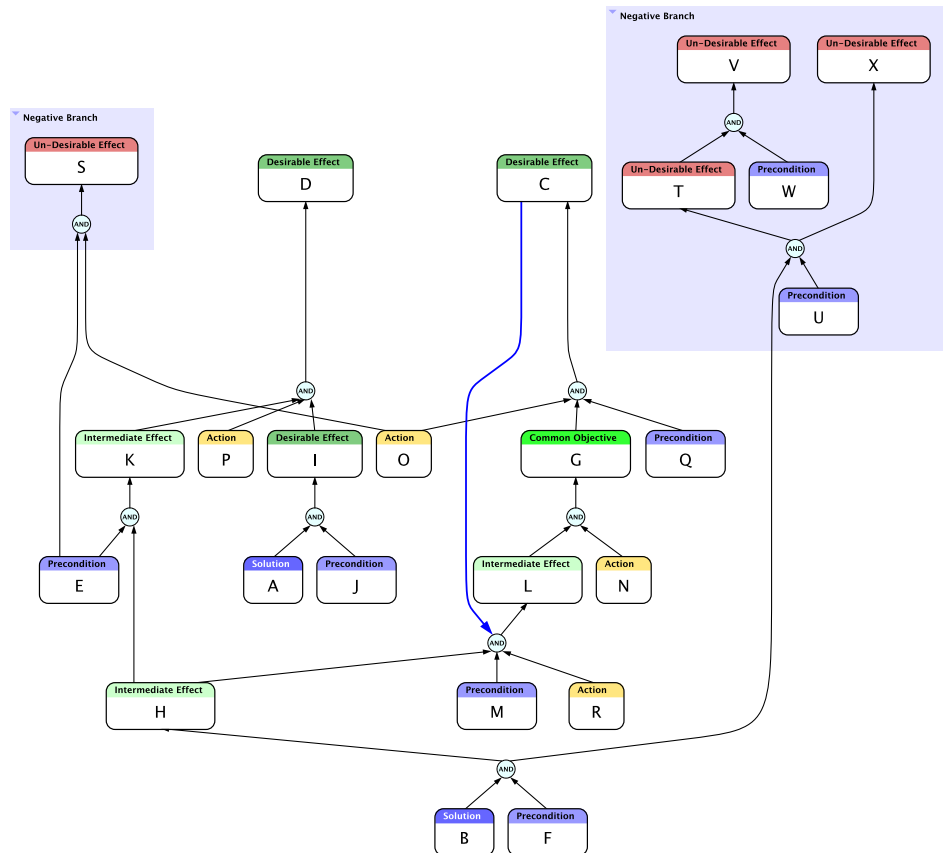 Negative Branch
Un-Desirable Effect
V
Un-Desirable Effect
X
AND
Un-Desirable Effect
T
Precondition
W
AND
Precondition
U
Negative Branch
Un-Desirable Effect
S
AND
Desirable Effect
D
Desirable Effect
C
AND
AND
Intermediate Effect
K
Action
P
Desirable Effect
I
Action
O
Common Objective
G
Precondition
Q
AND
AND
AND
Precondition
E
Solution
A
Precondition
J
Intermediate Effect
L
Action
N
AND
Intermediate Effect
H
Precondition
M
Action
R
AND
Solution
B
Precondition
F